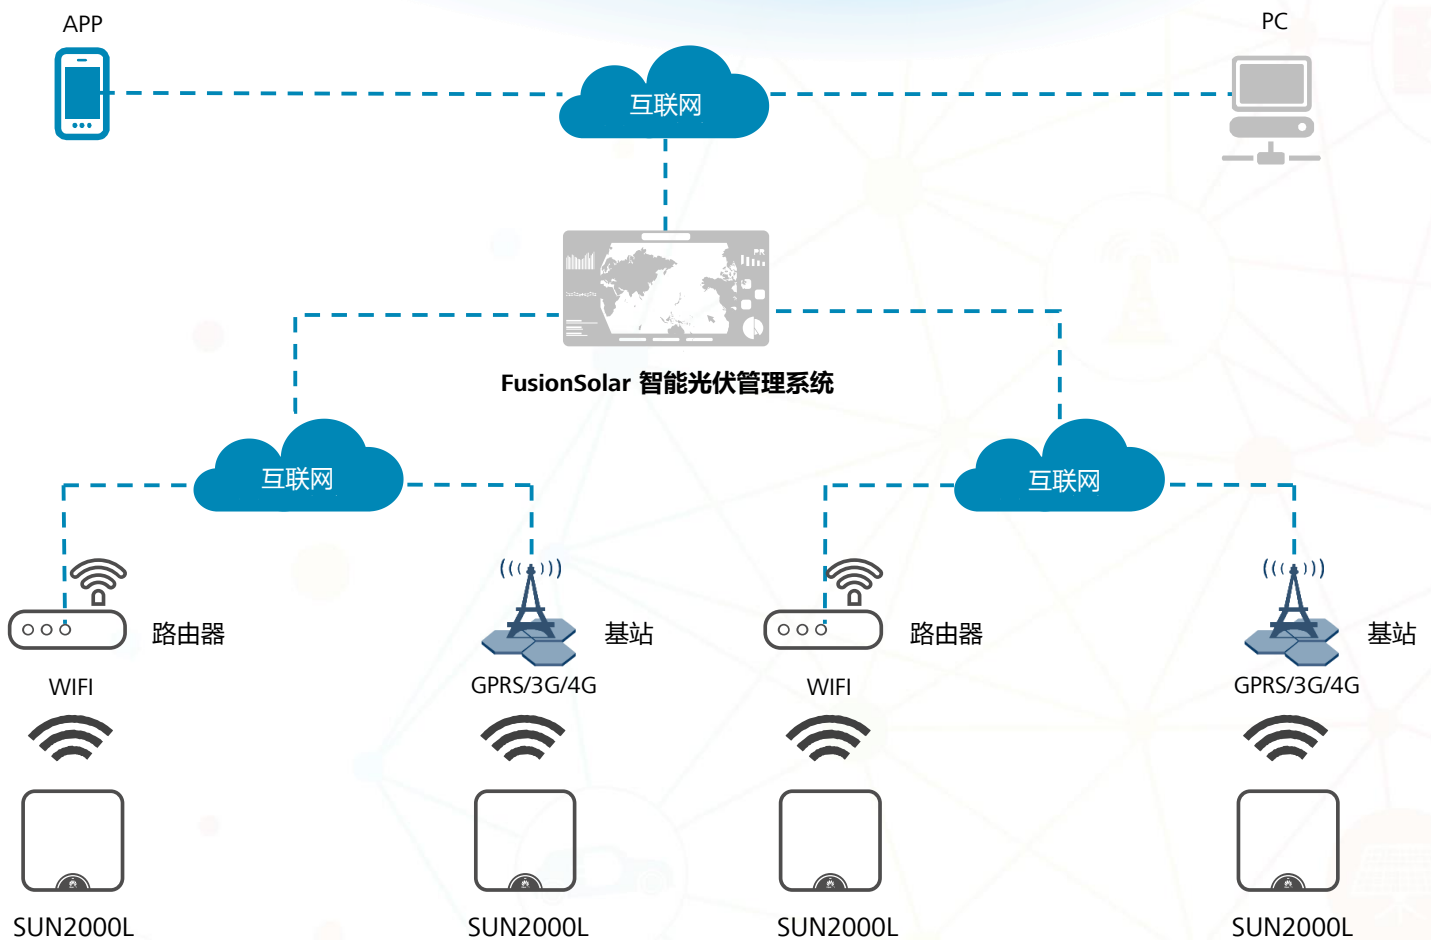 APP
PC
互联网
PR
FusionSolar 智能光伏管理系统
互联网
互联网
路由器
基站
路由器
基站
WIFI
GPRS/3G/4G
WIFI
GPRS/3G/4G
SUN2000L
SUN2000L
SUN2000L
SUN2000L